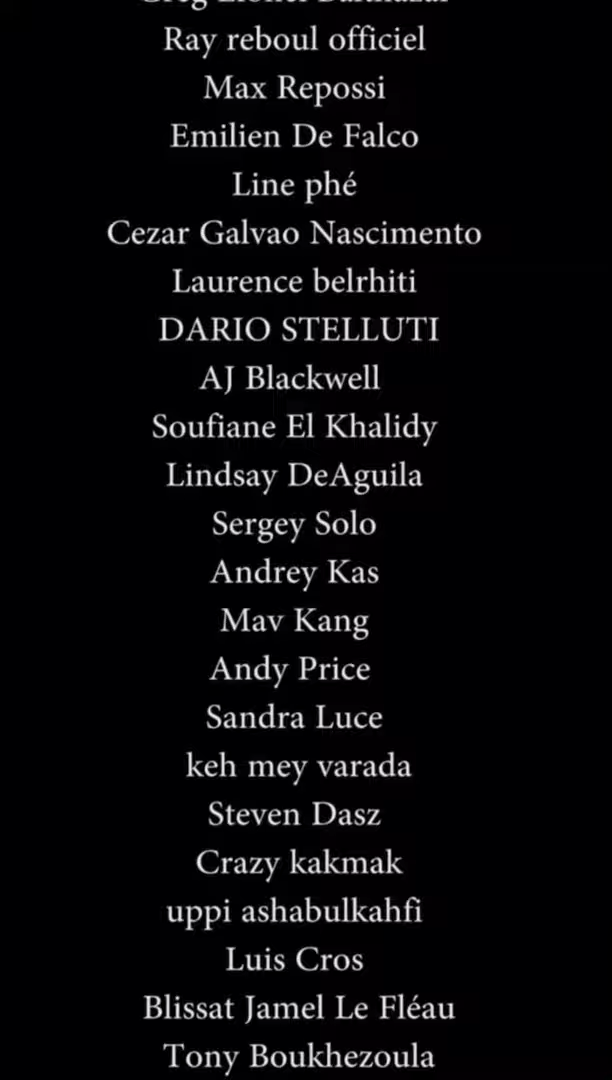 Ray reboul officiel
Max Repossi
Emilien De Falco
Line phé
Cezar Galvao Nascimento
Laurence belrhiti
DARIO STELLUTI
AJ Blackwell
Soufiane El Khalidy
Lindsay DeAguila
Sergey Solo
Andrey Kas
Mav Kang
Andy Price
Sandra Luce
keh mey varada
Steven Dasz
Crazy kakmak
uppi ashabulkahfi
Luis Cros
Blissat Jamel Le Fléau
Tony Boukhezoula